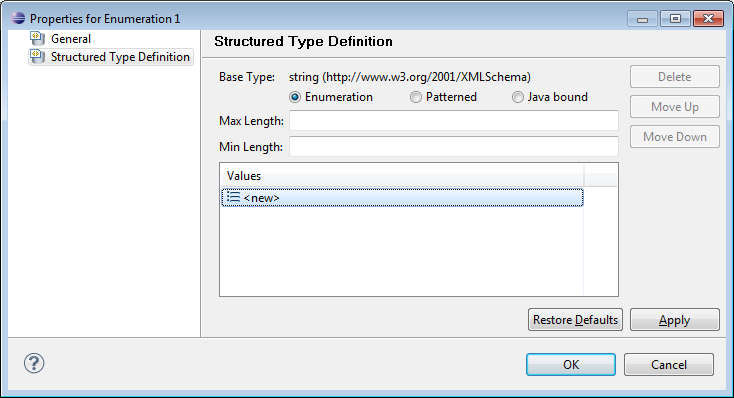 Properties for Enumeration 1
General
Structured Type Definition
Structured Type Definition
Base Type: string (http://www.w3.org/2001/XMLSchema)
Enumeration Patterned Java bound
Max Length:
Min Length:
Values
<new>
Delete
Move Up
Move Down
Restore Defaults Apply
? OK Cancel